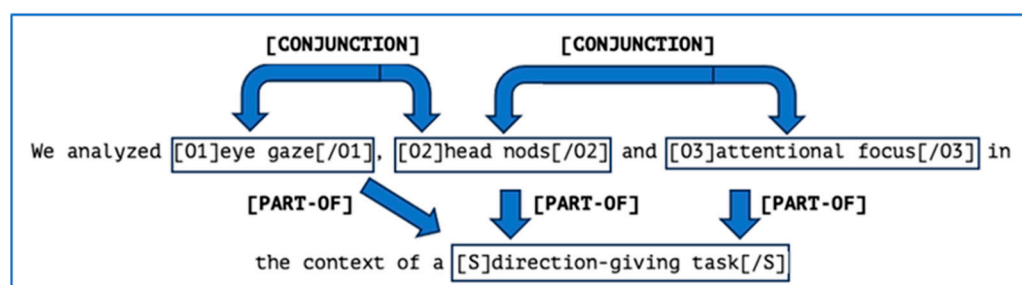 [CONJUNCTION] [CONJUNCTION]
We analyzed [O1]eye gaze[/O1], [O2]head nods[/O2] and [O3]attentional focus[/O3] in
[PART-OF] [PART-OF] [PART-OF]
the context of a [S]direction-giving task[/S]